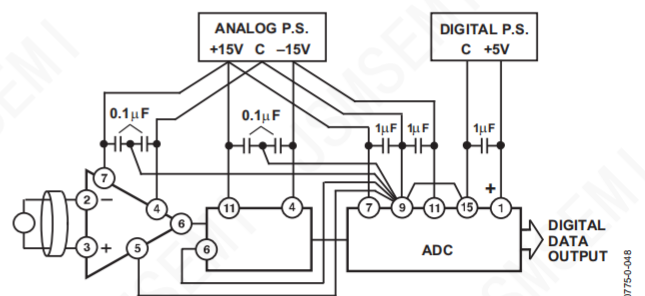 ANALOG P.S.
+15V C –15V
DIGITAL P.S.
C +5V
0.1µF
0.1µF
1µF
1µF
1µF
+
7
2
–
4
3
+
5
6
11
4
6
7
9
11
15
1
ADC
DIGITAL
DATA
OUTPUT
0775-0-048